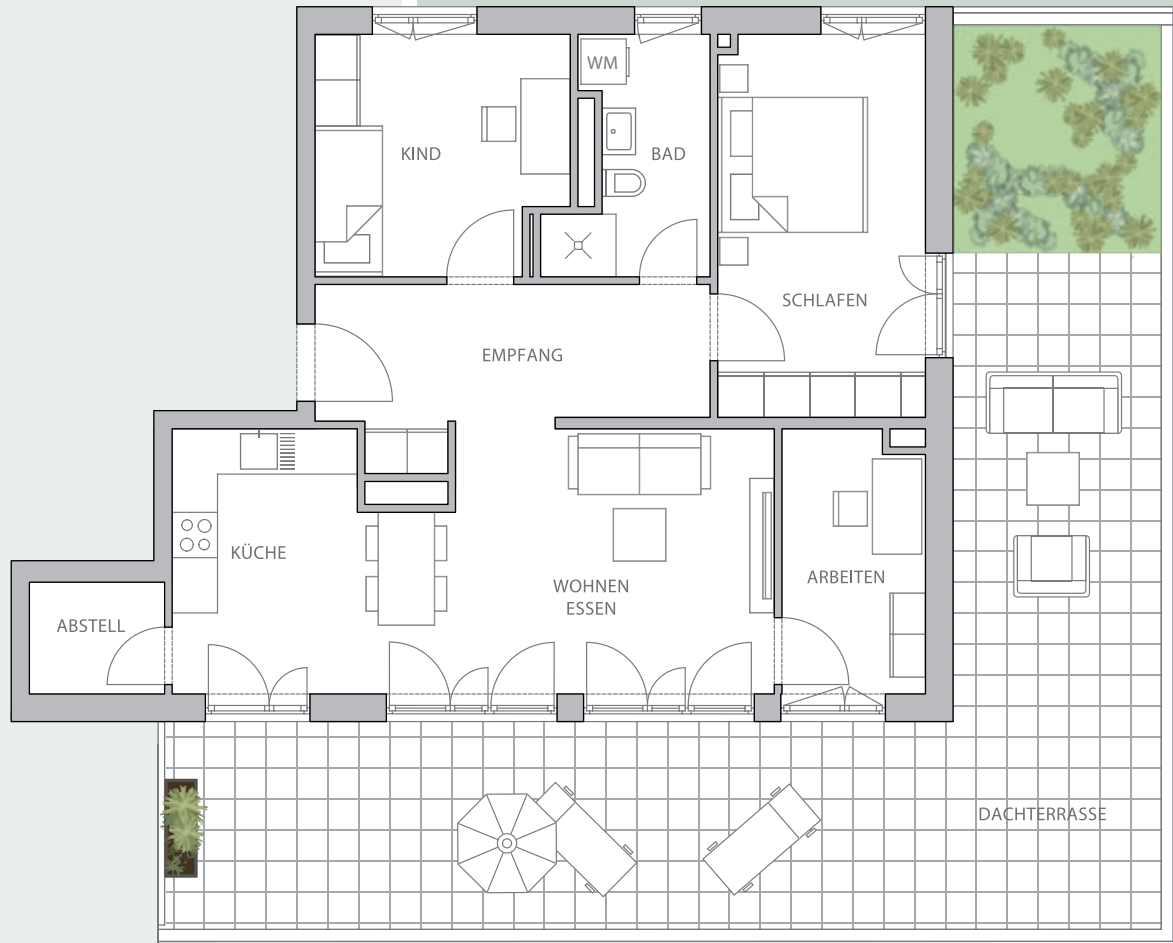 WM
KIND
BAD
SCHLAFEN
EMPFANG
KÜCHE
WOHNEN
ESSEN
ARBEITEN
ABSTELL
DACHTERRASSE